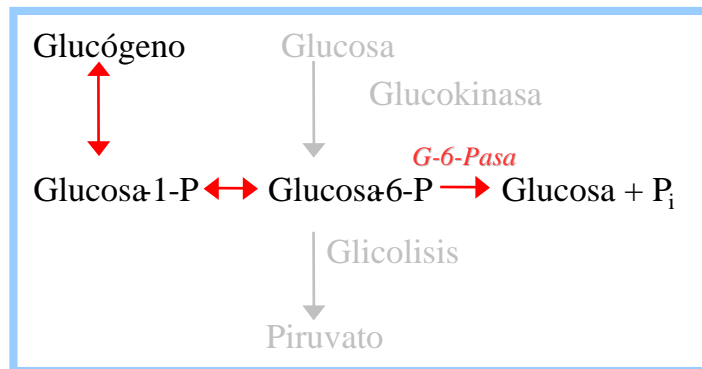 Glucógeno Glucosa
Glucokinasa
G-6-Pasa
Glucosa-1-P Glucosa-6-P Glucosa + Pi
Glicolisis
Piruvato